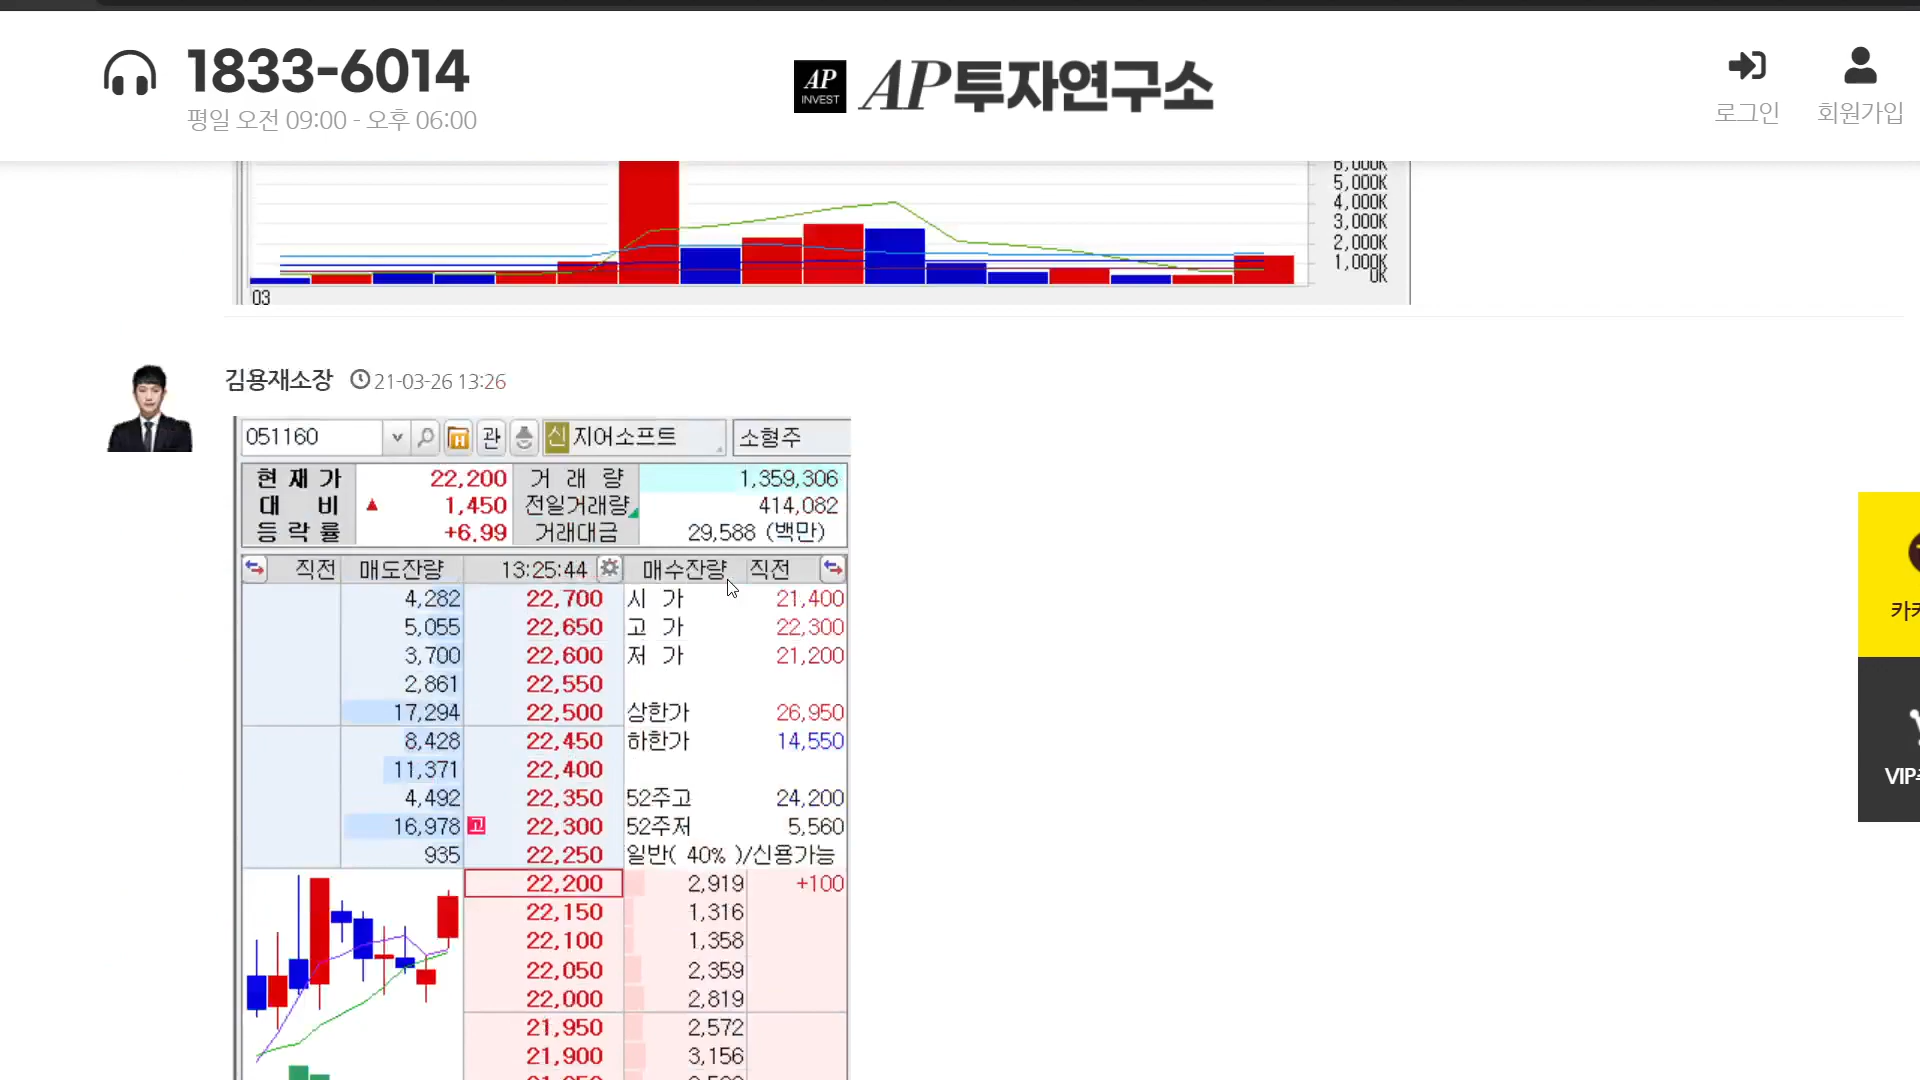 1833-6014
평일 오전 09:00 - 오후 06:00
AP INVEST
AP투자연구소
로그인
회원가입
6,000K
5,000K
4,000K
3,000K
2,000K
1,000K
0K
03
김용재소장 21-03-26 13:26
051160 관 신 지어소프트 소형주
현재가 22,200 거래량 1,359,306
대비 ▲ 1,450 전일거래량 414,082
등락률 +6.99 거래대금 29,588 (백만)
직전 매도잔량 13:25:44 매수잔량 직전
4,282 22,700 시 가 21,400
5,055 22,650 고 가 22,300
3,700 22,600 저 가 21,200
2,861 22,550
17,294 22,500 상한가 26,950
8,428 22,450 하한가 14,550
11,371 22,400
4,492 22,350 52주고 24,200
16,978 고 22,300 52주저 5,560
935 22,250 일반( 40% )/신용가능
22,200 2,919 +100
22,150 1,316
22,100 1,358
22,050 2,359
22,000 2,819
21,950 2,572
21,900 3,156
VIP